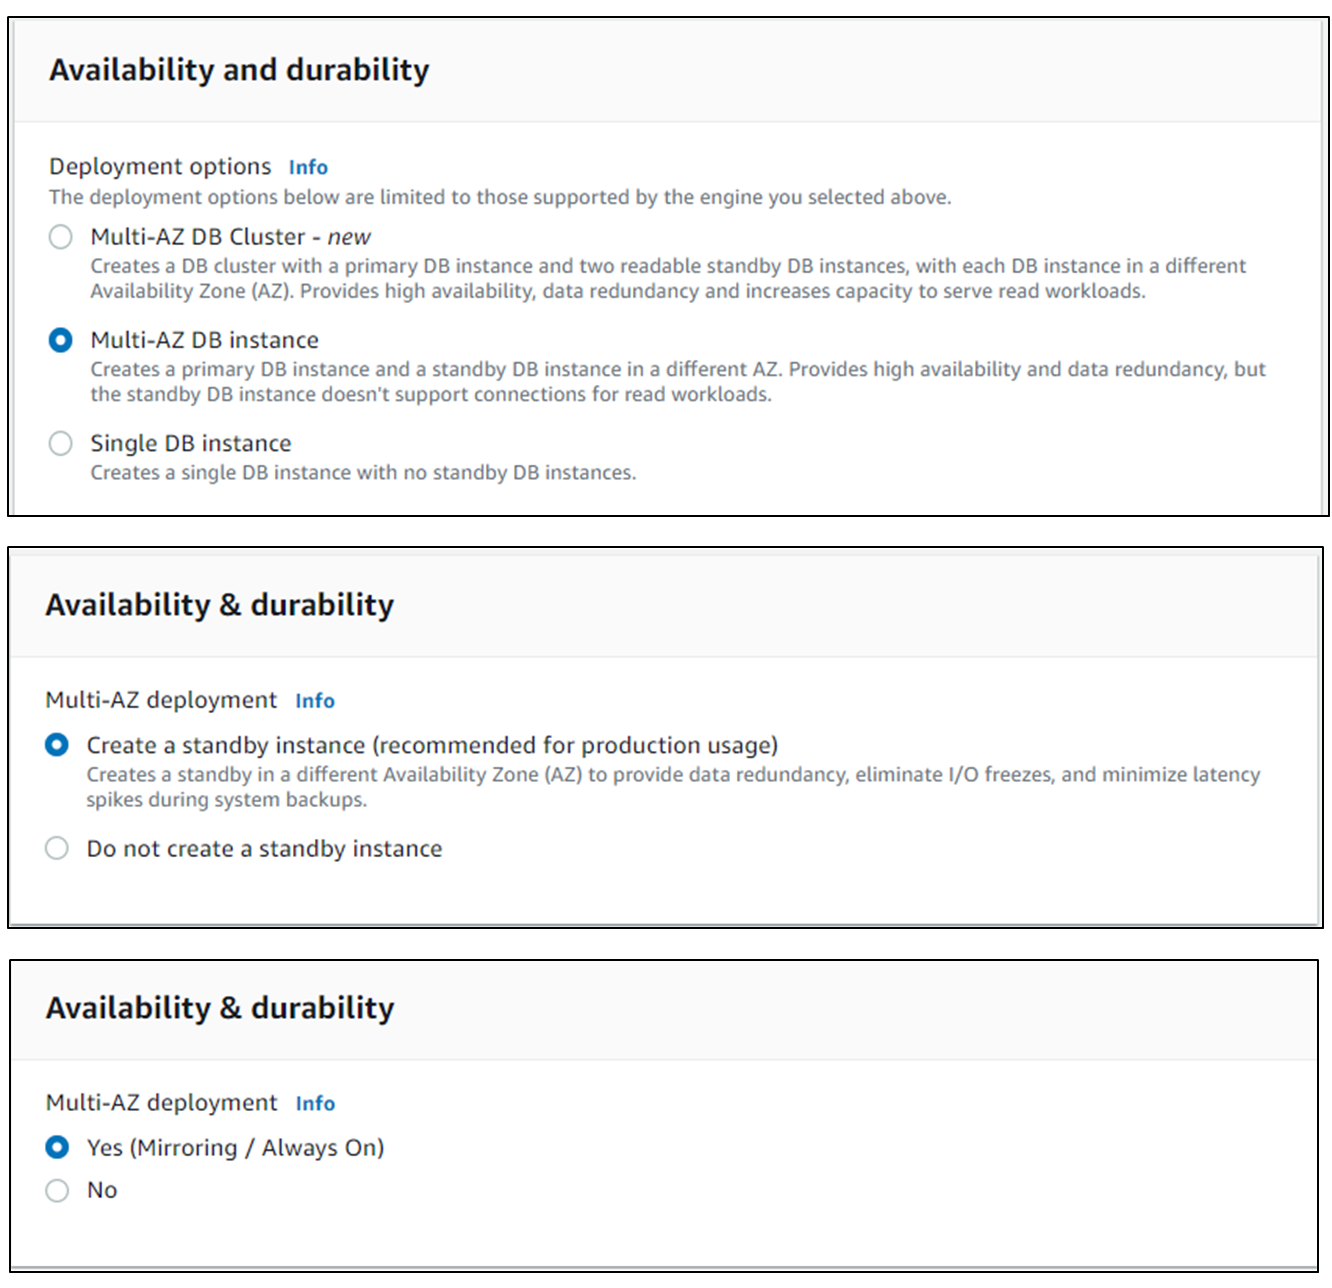 Availability and durability
Deployment options Info
The deployment options below are limited to those supported by the engine you selected above.
Multi-AZ DB Cluster - new
Creates a DB cluster with a primary DB instance and two readable standby DB instances, with each DB instance in a different
Availability Zone (AZ). Provides high availability, data redundancy and increases capacity to serve read workloads.
Multi-AZ DB instance
Creates a primary DB instance and a standby DB instance in a different AZ. Provides high availability and data redundancy, but
the standby DB instance doesn't support connections for read workloads.
Single DB instance
Creates a single DB instance with no standby DB instances.
Availability & durability
Multi-AZ deployment Info
Create a standby instance (recommended for production usage)
Creates a standby in a different Availability Zone (AZ) to provide data redundancy, eliminate I/O freezes, and minimize latency
spikes during system backups.
Do not create a standby instance
Availability & durability
Multi-AZ deployment Info
Yes (Mirroring / Always On)
No